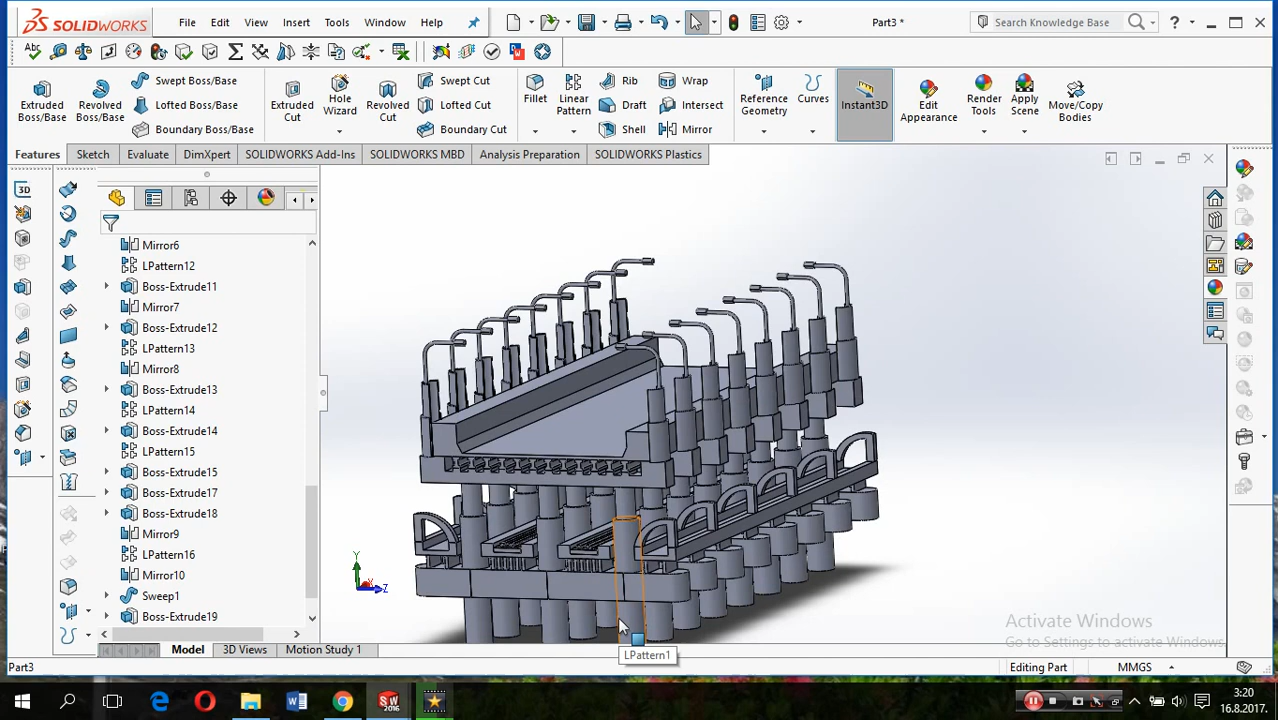 SOLIDWORKS File Edit View Insert Tools Window Help Part3 * Search Knowledge Base ?
Abc
Extruded Boss/Base Revolved Boss/Base Swept Boss/Base Lofted Boss/Base Boundary Boss/Base Extruded Cut Hole Wizard Revolved Cut Swept Cut Lofted Cut Boundary Cut Fillet Linear Pattern Rib Draft Shell Wrap Intersect Mirror Reference Geometry Curves Instant3D Edit Appearance Render Tools Apply Scene Move/Copy Bodies
Features Sketch Evaluate DimXpert SOLIDWORKS Add-Ins SOLIDWORKS MBD Analysis Preparation SOLIDWORKS Plastics
3D
Mirror6
LPattern12
Boss-Extrude11
Mirror7
Boss-Extrude12
LPattern13
Mirror8
Boss-Extrude13
LPattern14
Boss-Extrude14
LPattern15
Boss-Extrude15
Boss-Extrude17
Boss-Extrude18
Mirror9
LPattern16
Mirror10
Sweep1
Boss-Extrude19
Y
X
Z
LPattern1
Activate Windows
Go to Settings to activate Windows.
Model 3D Views Motion Study 1
Part3 Editing Part MMGS
SW 2016
W
3:20
16.8.2017.